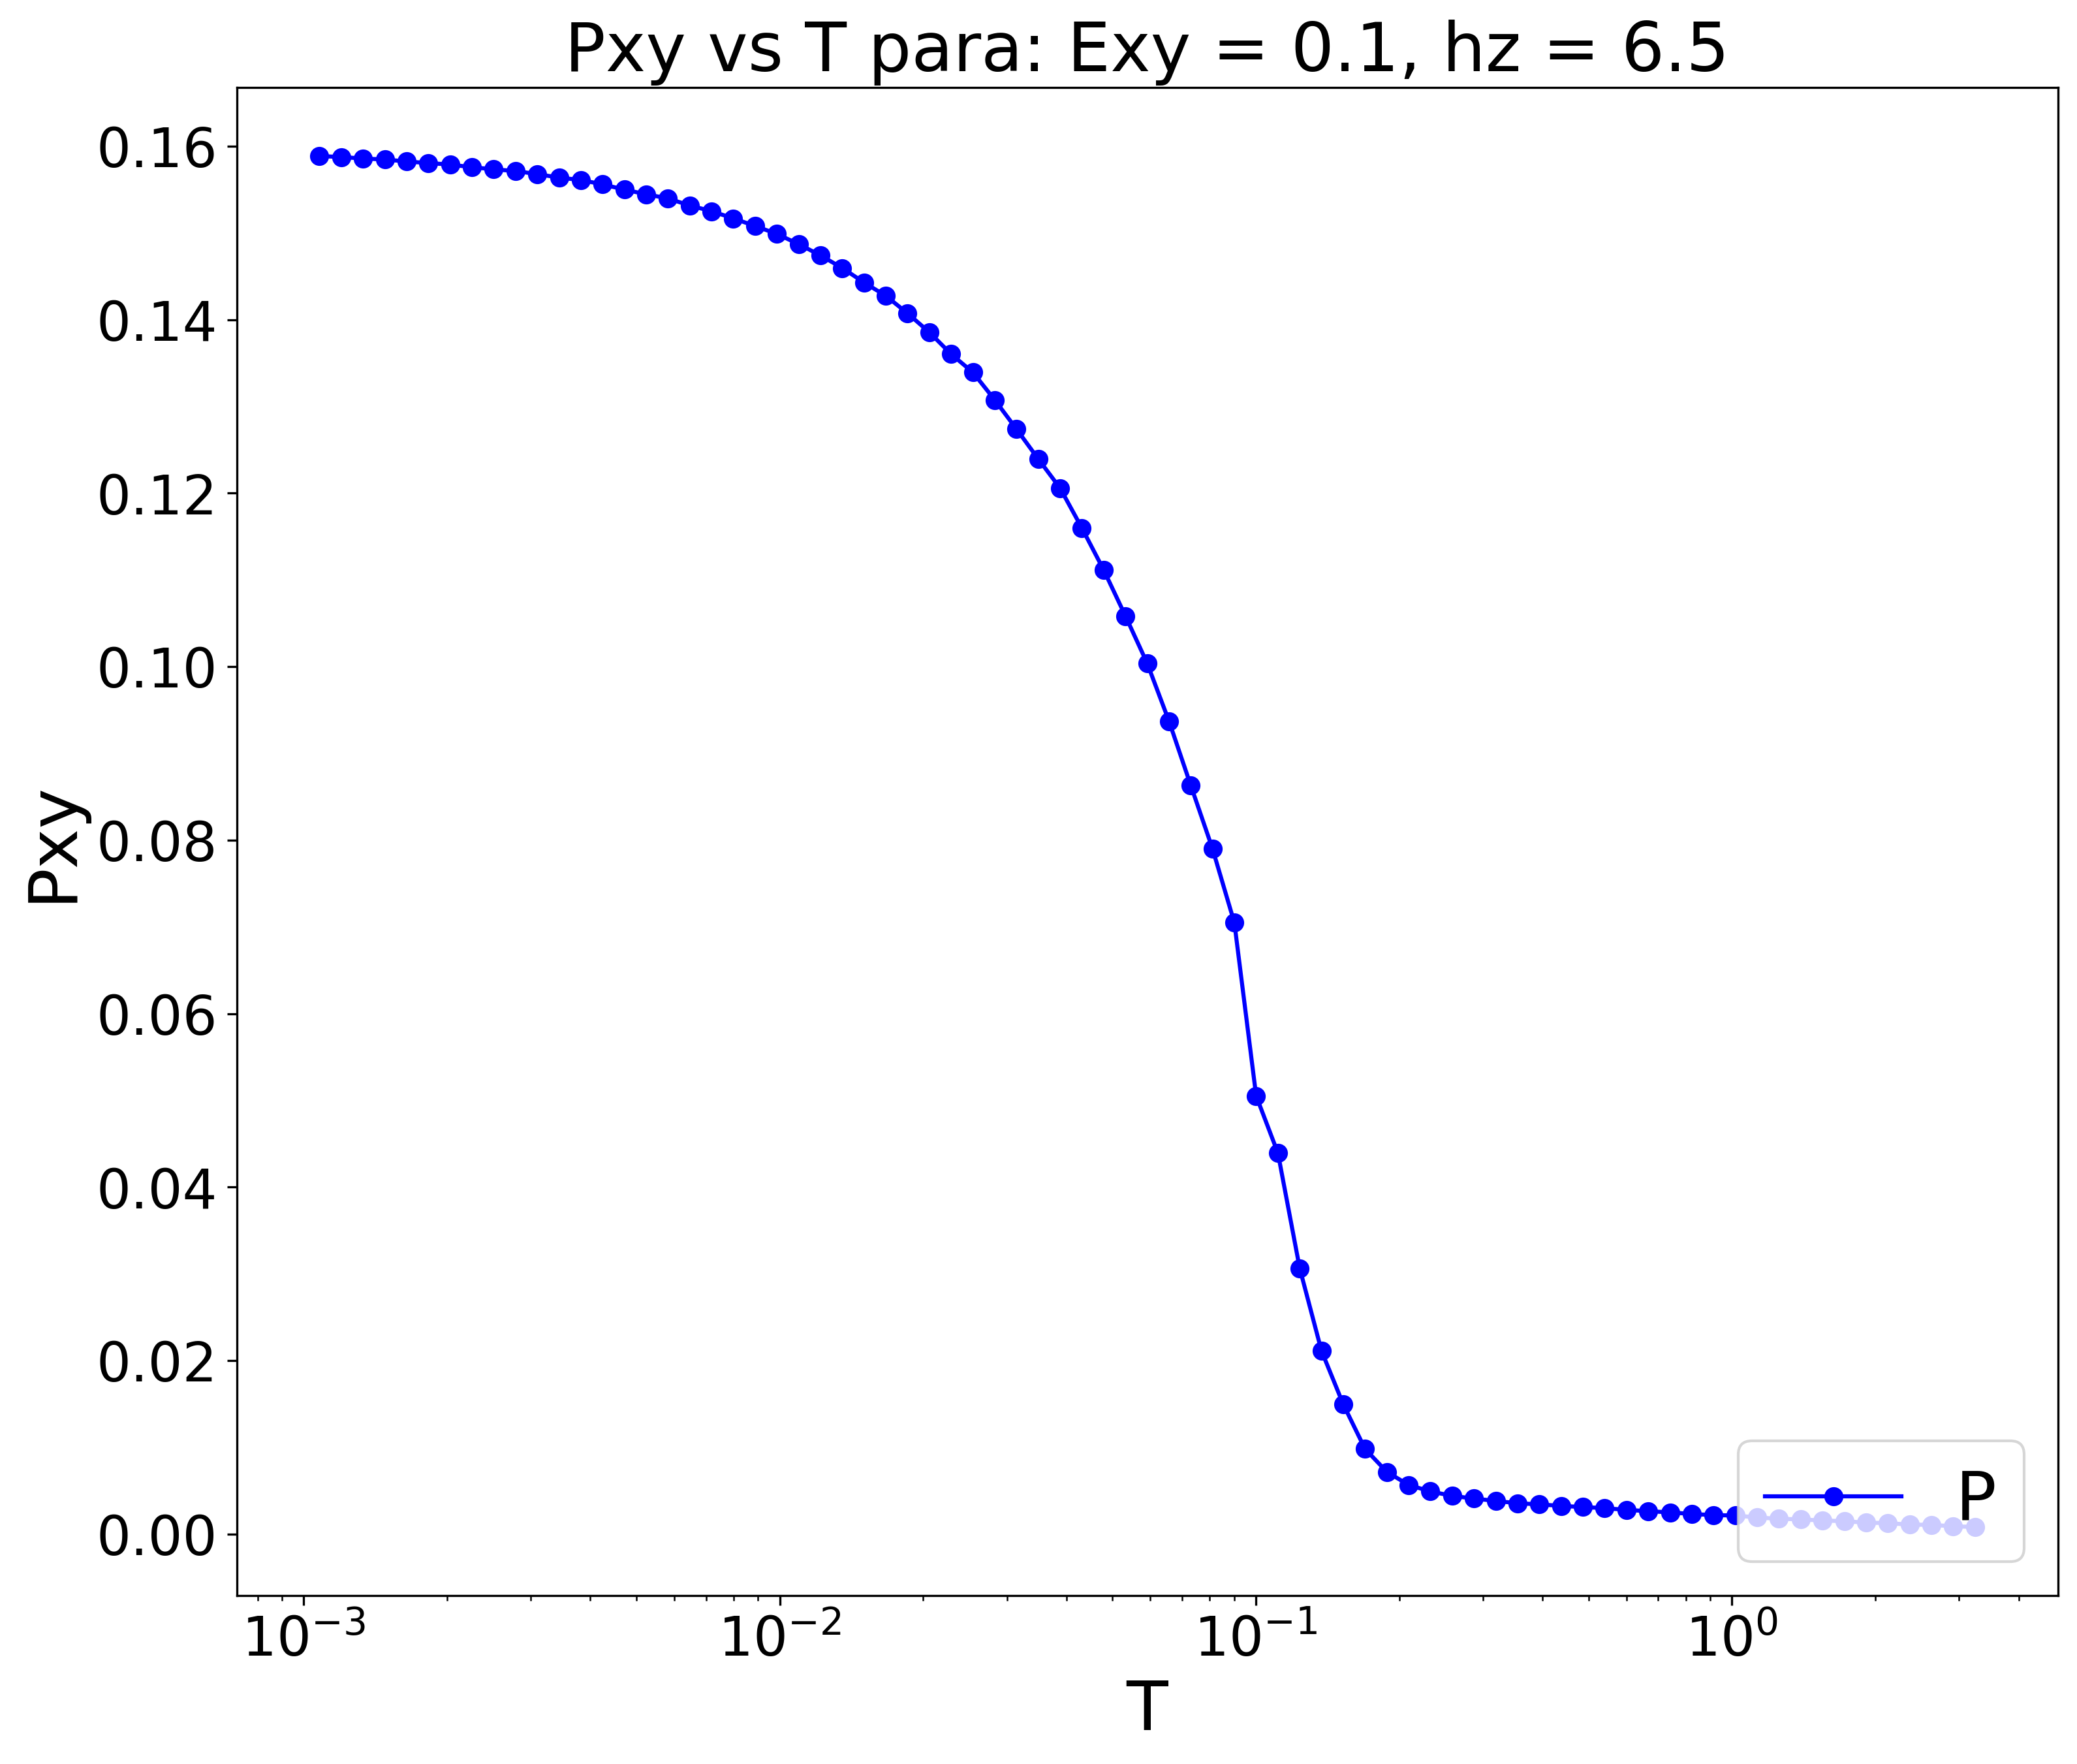 Pxy vs T para: Exy = 0.1, hz = 6.5
0.16
0.14
0.12
0.10
0.08
0.06
0.04
0.02
0.00
Pxy
P
10⁻³ 10⁻² 10⁻¹ 10⁰
T